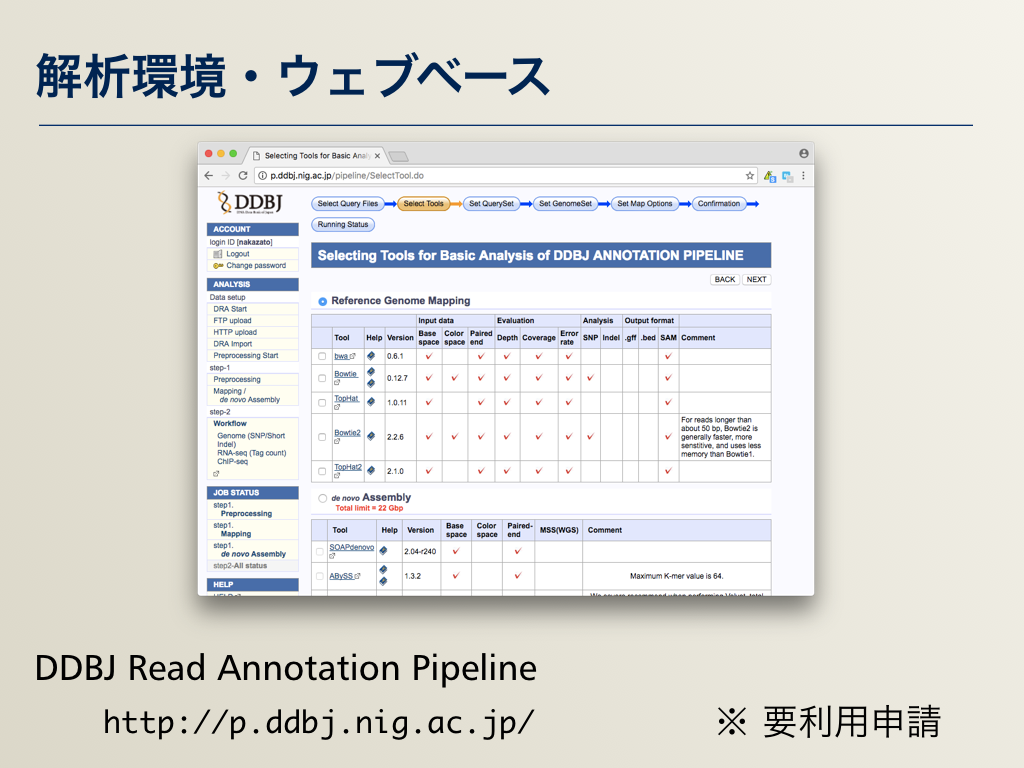 解析環境・ウェブベース
Selecting Tools for Basic Anal
p.ddbj.nig.ac.jp/pipeline/SelectTool.do
DDBJ
Select Query Files Select Tools Set QuerySet Set GenomeSet Set Map Options Confirmation
Running Status
ACCOUNT
login ID [nakazato]
Logout
Change password
ANALYSIS
Data setup
DRA Start
FTP upload
HTTP upload
DRA Import
Preprocessing Start
step-1
Preprocessing
Mapping /
de novo Assembly
step-2
Workflow
Genome (SNP/Short
Indel)
RNA-seq (Tag count)
ChIP-seq
JOB STATUS
step1.
Preprocessing
step1.
Mapping
step1.
de novo Assembly
step2-All status
HELP
Selecting Tools for Basic Analysis of DDBJ ANNOTATION PIPELINE
BACK NEXT
Reference Genome Mapping
Input data Evaluation Analysis Output format
Tool Help Version Base space Color space Paired end Depth Coverage Error rate SNP Indel .gff .bed SAM Comment
bwa 0.6.1 ✓ ✓ ✓ ✓ ✓ ✓
Bowtie 0.12.7 ✓ ✓ ✓ ✓ ✓ ✓ ✓ ✓
TopHat 1.0.11 ✓ ✓ ✓ ✓ ✓ ✓
Bowtie2 2.2.6 ✓ ✓ ✓ ✓ ✓ ✓ ✓ ✓ For reads longer than
about 50 bp, Bowtie2 is
generally faster, more
senstitive, and uses less
memory than Bowtie1.
TopHat2 2.1.0 ✓ ✓ ✓ ✓ ✓ ✓
de novo Assembly
Total limit = 22 Gbp
Tool Help Version Base space Color space Paired-end MSS(WGS) Comment
SOAPdenovo 2.04-r240 ✓ ✓
ABySS 1.3.2 ✓ ✓ Maximum K-mer value is 64.
DDBJ Read Annotation Pipeline
http://p.ddbj.nig.ac.jp/ ※ 要利用申請